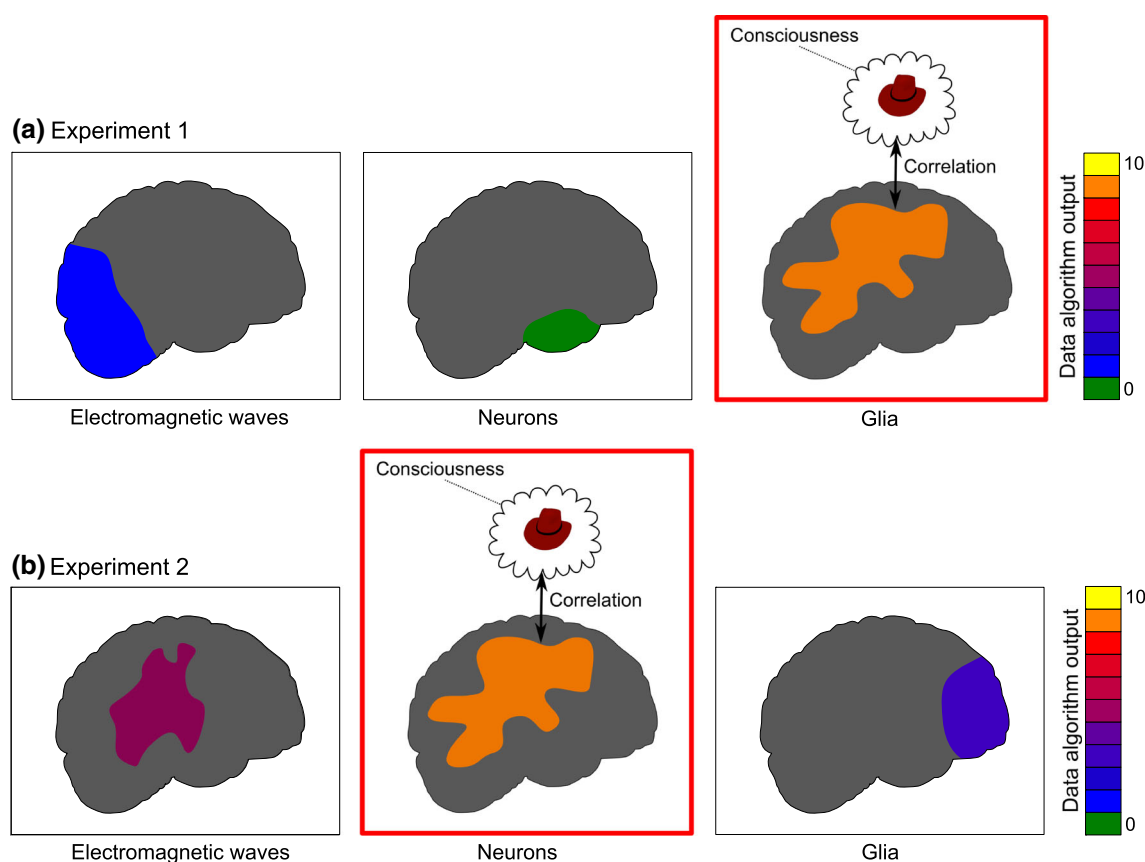 Consciousness
(a) Experiment 1
Correlation
Data algorithm output
10
0
Electromagnetic waves
Neurons
Glia
Consciousness
(b) Experiment 2
Correlation
Data algorithm output
10
0
Electromagnetic waves
Neurons
Glia